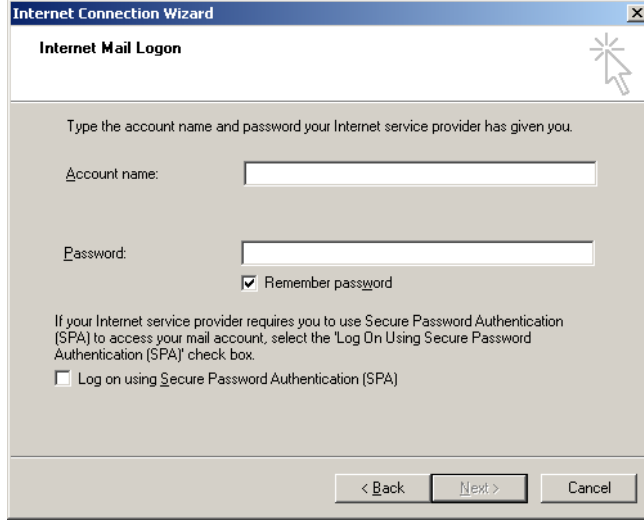 Internet Connection Wizard
Internet Mail Logon
Type the account name and password your Internet service provider has given you.
Account name:
Password:
Remember password
If your Internet service provider requires you to use Secure Password Authentication
(SPA) to access your mail account, select the 'Log On Using Secure Password
Authentication (SPA)' check box.
Log on using Secure Password Authentication (SPA)
< Back Next > Cancel